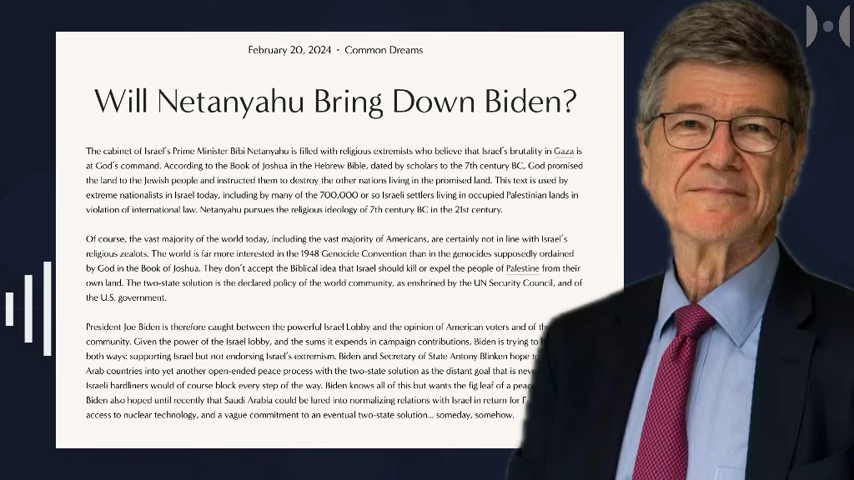 February 20, 2024 • Common Dreams
Will Netanyahu Bring Down Biden?
The cabinet of Israel's Prime Minister Bibi Netanyahu is filled with religious extremists who believe that Israel's brutality in Gaza is
at God's command. According to the Book of Joshua in the Hebrew Bible, dated by scholars to the 7th century BC, God promised
the land to the Jewish people and instructed them to destroy the other nations living in the promised land. This text is used by
extreme nationalists in Israel today, including by many of the 700,000 or so Israeli settlers living in occupied Palestinian lands in
violation of international law. Netanyahu pursues the religious ideology of 7th century BC in the 21st century.
Of course, the vast majority of the world today, including the vast majority of Americans, are certainly not in line with Israel's
religious zealots. The world is far more interested in the 1948 Genocide Convention than in the genocides supposedly ordained
by God in the Book of Joshua. They don't accept the Biblical idea that Israel should kill or expel the people of Palestine from their
own land. The two-state solution is the declared policy of the world community, as enshrined by the UN Security Council, and of
the U.S. government.
President Joe Biden is therefore caught between the powerful Israel Lobby and the opinion of American voters and of the
community. Given the power of the Israel lobby, and the sums it expends in campaign contributions, Biden is trying to
both ways: supporting Israel but not endorsing Israel's extremism. Biden and Secretary of State Antony Blinken hope
Arab countries into yet another open-ended peace process with the two-state solution as the distant goal that is
Israeli hardliners would of course block every step of the way. Biden knows all of this but wants the fig leaf of a
Biden also hoped until recently that Saudi Arabia could be lured into normalizing relations with Israel in return for
access to nuclear technology, and a vague commitment to an eventual two-state solution... someday, somehow.